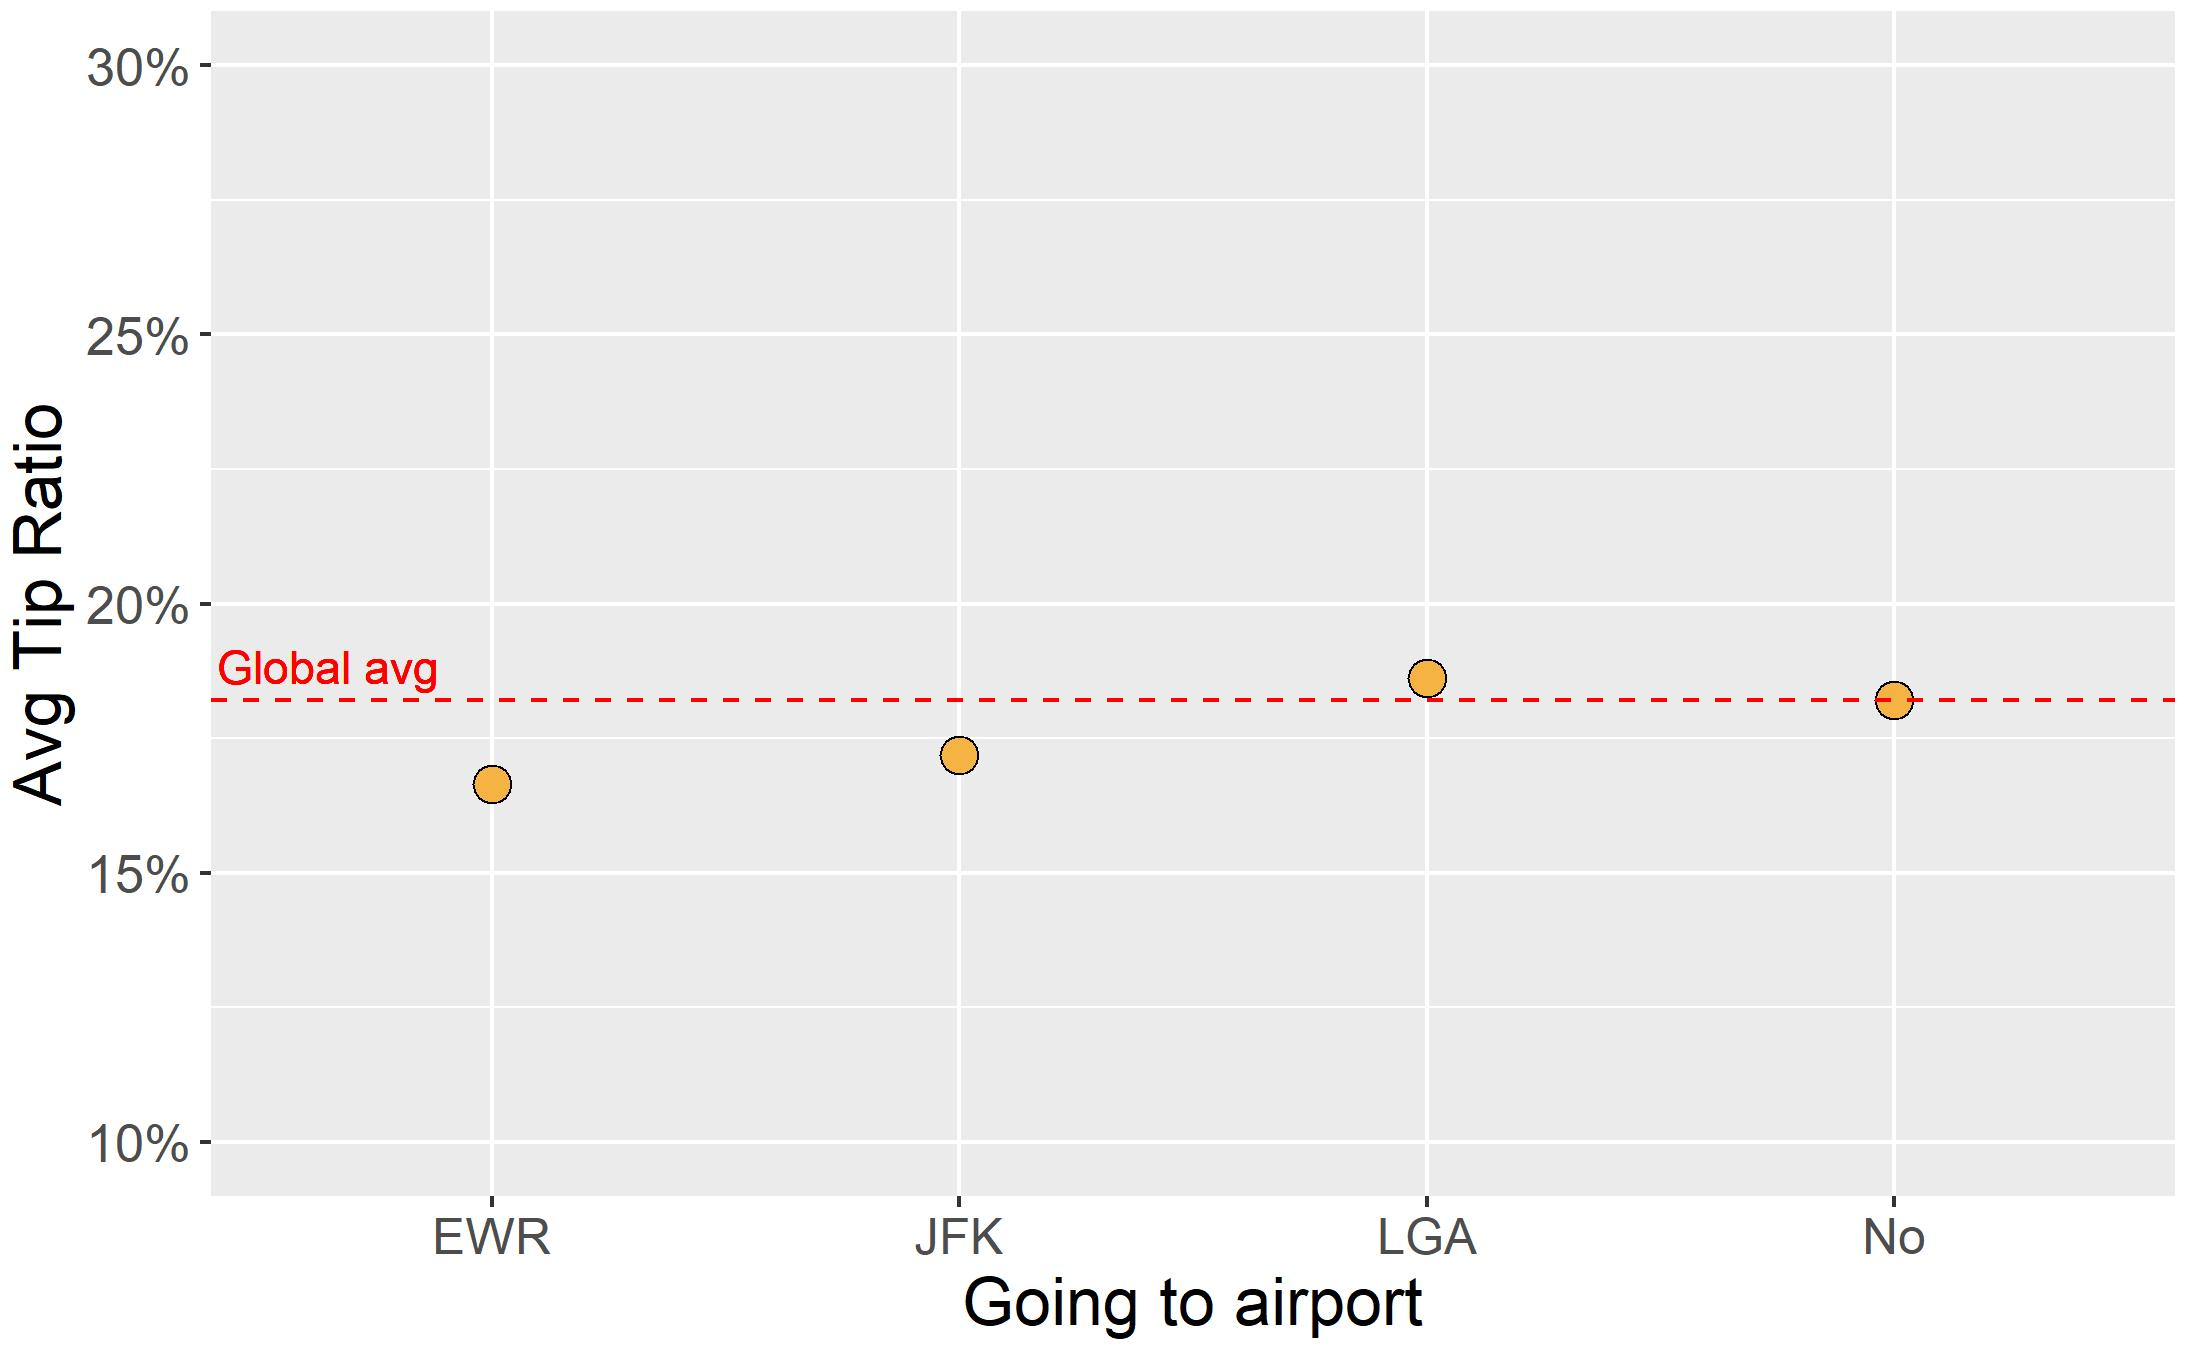 Avg Tip Ratio
30%
25%
20%
15%
10%
Global avg
EWR
JFK
LGA
No
Going to airport